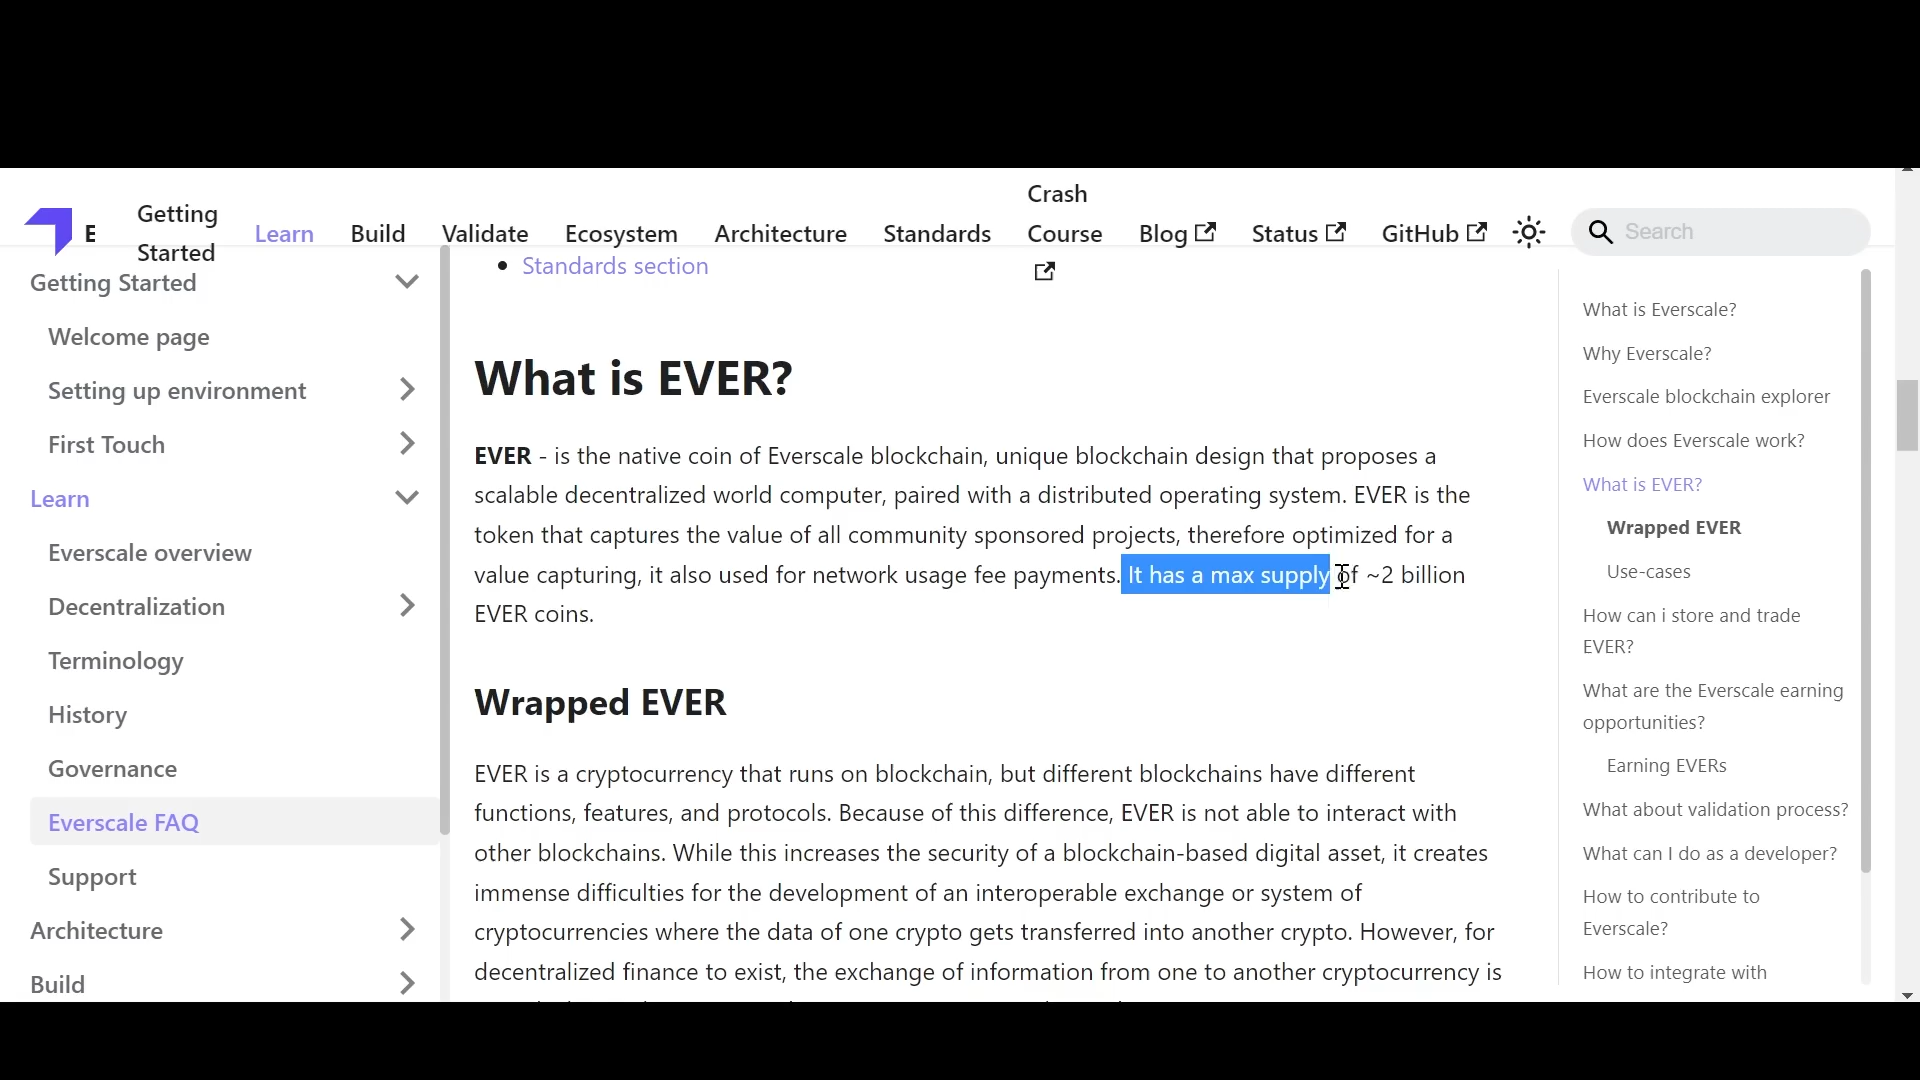 E
Getting
Started
Learn
Build
Validate
Ecosystem
Architecture
Standards
Crash
Course
Blog
Status
GitHub
Search
Getting Started
Welcome page
Setting up environment
First Touch
Learn
Everscale overview
Decentralization
Terminology
History
Governance
Everscale FAQ
Support
Architecture
Build
Standards section
What is EVER?
EVER - is the native coin of Everscale blockchain, unique blockchain design that proposes a
scalable decentralized world computer, paired with a distributed operating system. EVER is the
token that captures the value of all community sponsored projects, therefore optimized for a
value capturing, it also used for network usage fee payments. It has a max supply of ~2 billion
EVER coins.
Wrapped EVER
EVER is a cryptocurrency that runs on blockchain, but different blockchains have different
functions, features, and protocols. Because of this difference, EVER is not able to interact with
other blockchains. While this increases the security of a blockchain-based digital asset, it creates
immense difficulties for the development of an interoperable exchange or system of
cryptocurrencies where the data of one crypto gets transferred into another crypto. However, for
decentralized finance to exist, the exchange of information from one to another cryptocurrency is
What is Everscale?
Why Everscale?
Everscale blockchain explorer
How does Everscale work?
What is EVER?
Wrapped EVER
Use-cases
How can i store and trade
EVER?
What are the Everscale earning
opportunities?
Earning EVERs
What about validation process?
What can I do as a developer?
How to contribute to
Everscale?
How to integrate with